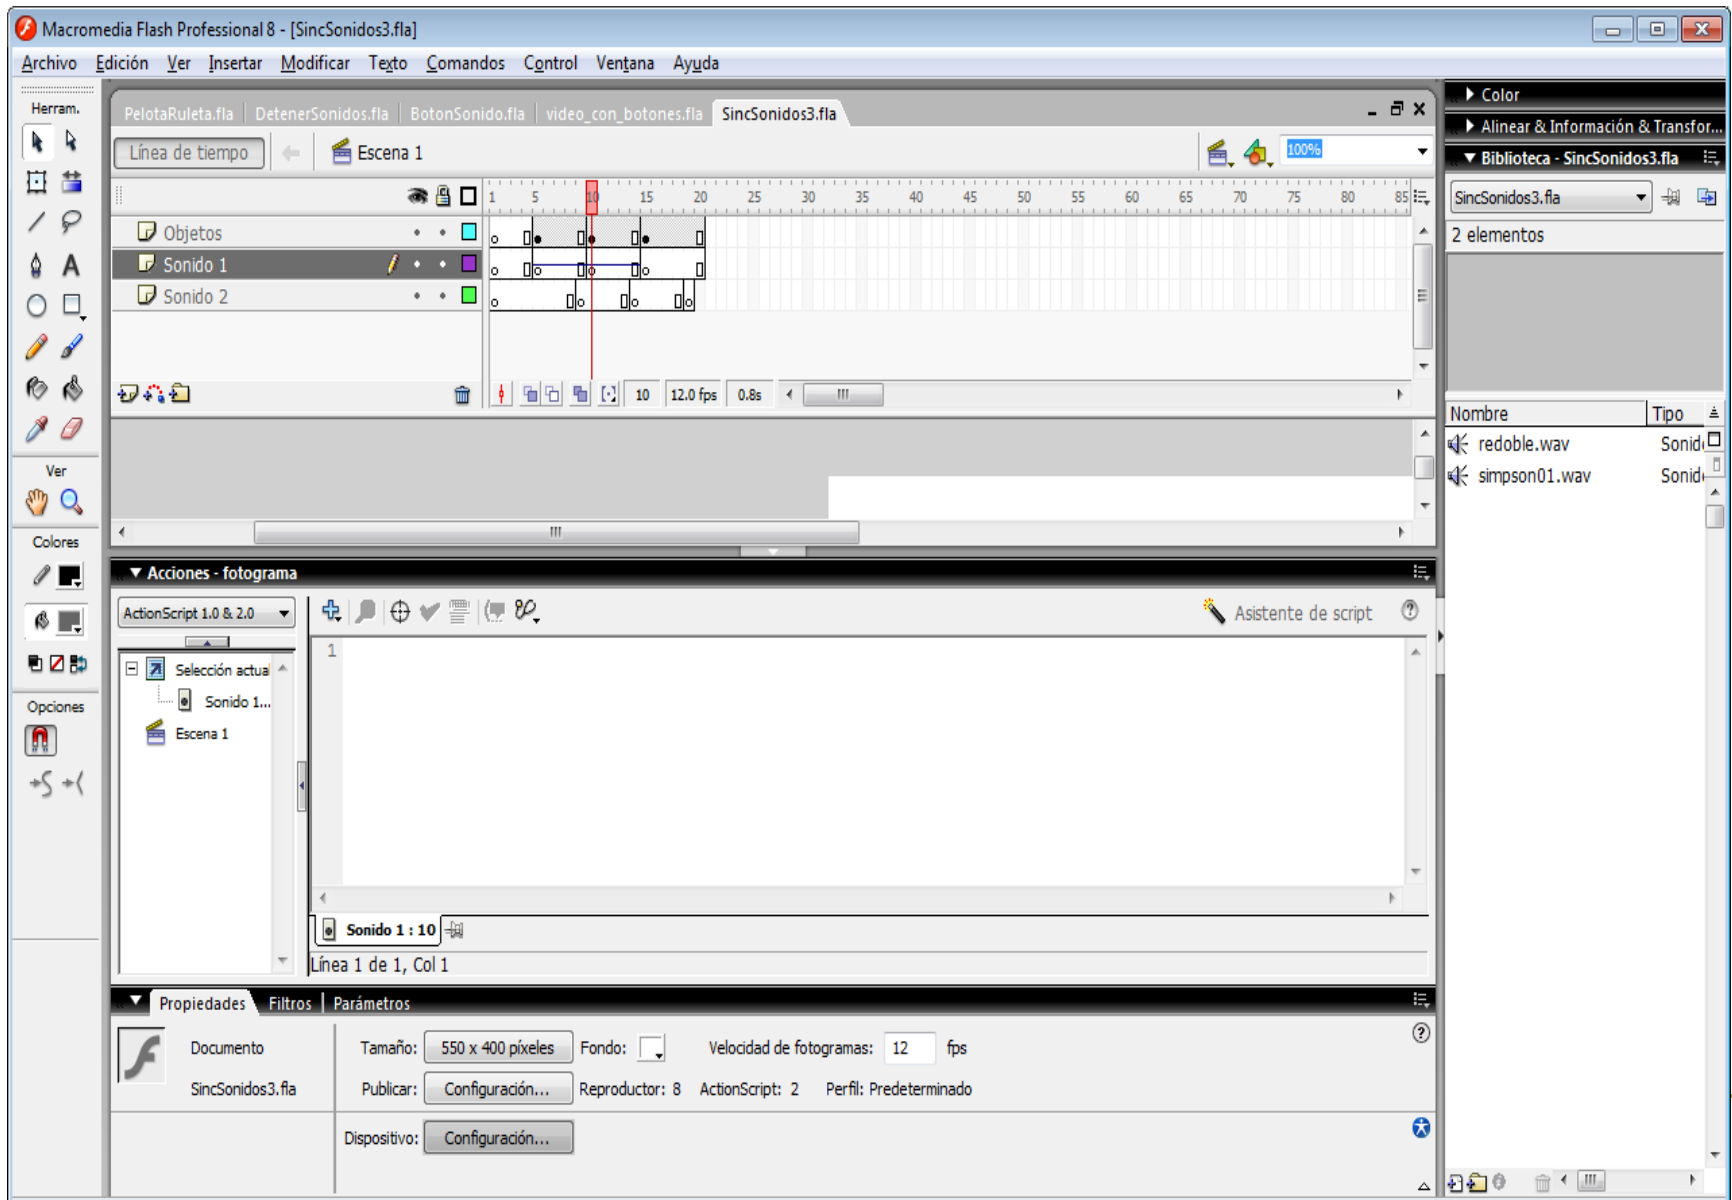 Macromedia Flash Professional 8 - [SincSonidos3.fla]
Archivo Edición Ver Insertar Modificar Texto Comandos Control Ventana Ayuda
Herram.
PelotaRuleta.fla DetenerSonidos.fla BotonSonido.fla video_con_botones.fla SincSonidos3.fla
Línea de tiempo Escena 1 100%
1 5 10 15 20 25 30 35 40 45 50 55 60 65 70 75 80 85
Objetos
Sonido 1
Sonido 2
10 12.0 fps 0.8s
Ver
Colores
Opciones
Acciones - fotograma
ActionScript 1.0 & 2.0 Asistente de script
1
Selección actual
Sonido 1...
Escena 1
Sonido 1 : 10
Línea 1 de 1, Col 1
Propiedades Filtros Parámetros
Documento Tamaño: 550 x 400 píxeles Fondo: Velocidad de fotogramas: 12 fps
SincSonidos3.fla Publicar: Configuración... Reproductor: 8 ActionScript: 2 Perfil: Predeterminado
Dispositivo: Configuración...
Color
Alinear & Información & Transfor...
Biblioteca - SincSonidos3.fla
SincSonidos3.fla
2 elementos
Nombre Tipo
redoble.wav Sonid
simpson01.wav Sonid